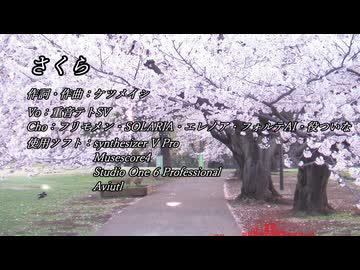 さくら
作詞・作曲：ケツメイシ
Vo：重音テトSV
Cho：フリモメン・SOLARIA・エレノア・フォルテAI・役ついな
使用ソフト：synthesizer V Pro
Musescore4
Studio One 6 Professional
Aviutl